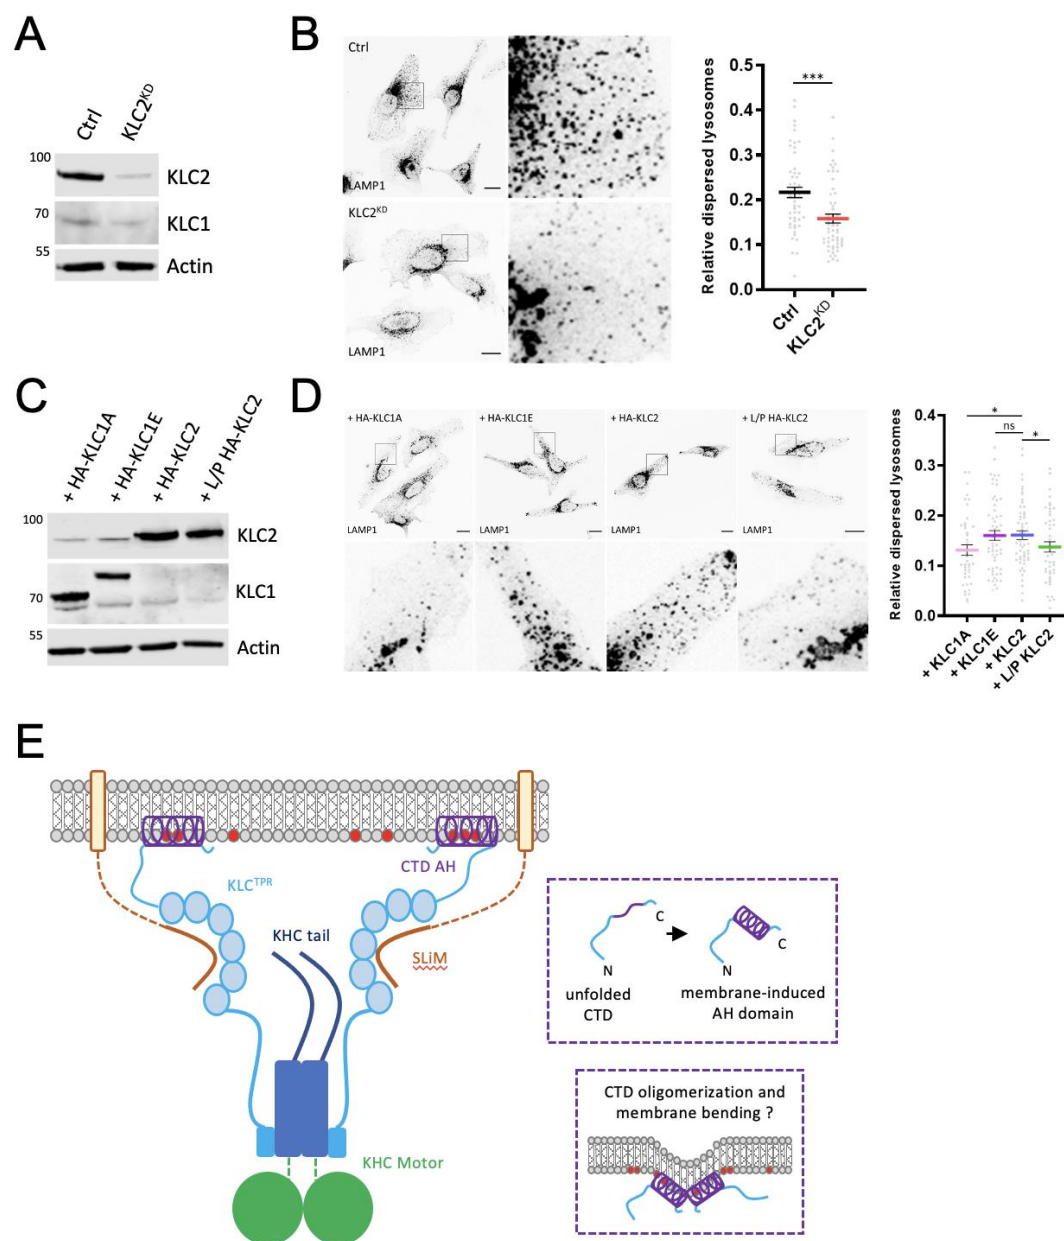 A
Ctrl
KLC2KD
100
KLC2
70
KLC1
55
Actin
B
Ctrl
LAMP1
KLC2KD
LAMP1
Relative dispersed lysosomes
0.5
0.4
0.3
0.2
0.1
0.0
***
Ctrl
KLC2KD
C
+ HA-KLC1A
+ HA-KLC1E
+ HA-KLC2
+ L/P HA-KLC2
100
KLC2
70
KLC1
55
Actin
D
+ HA-KLC1A
+ HA-KLC1E
+ HA-KLC2
+ L/P HA-KLC2
LAMP1
LAMP1
LAMP1
LAMP1
Relative dispersed lysosomes
0.4
0.3
0.2
0.1
0.0
*
ns
*
+ KLC1A
+ KLC1E
+ KLC2
+ L/P KLC2
E
CTD AH
KLCTPR
KHC tail
SLiM
KHC Motor
N
C
unfolded
CTD
N
C
membrane-induced
AH domain
CTD oligomerization and
membrane bending ?